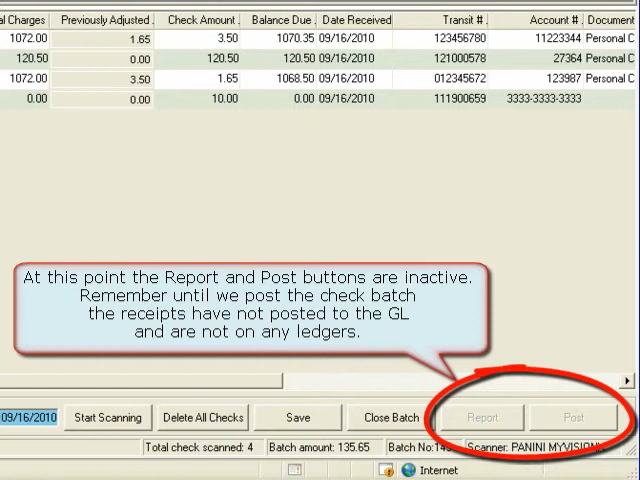 al Charges Previously Adjusted Check Amount Balance Due Date Received Transit # Account # Document
1072.00 1.65 3.50 1070.35 09/16/2010 123456780 11223344 Personal C
120.50 0.00 120.50 120.50 09/16/2010 121000578 27364 Personal C
1072.00 3.50 1.65 1068.50 09/16/2010 012345672 123987 Personal C
0.00 0.00 10.00 0.00 09/16/2010 111900659 3333-3333-3333
At this point the Report and Post buttons are inactive.
Remember until we post the check batch
the receipts have not posted to the GL
and are not on any ledgers.
09/16/2010 Start Scanning Delete All Checks Save Close Batch Report Post
Total check scanned: 4 Batch amount: 135.65 Batch No: Scanner: PANINI
Internet